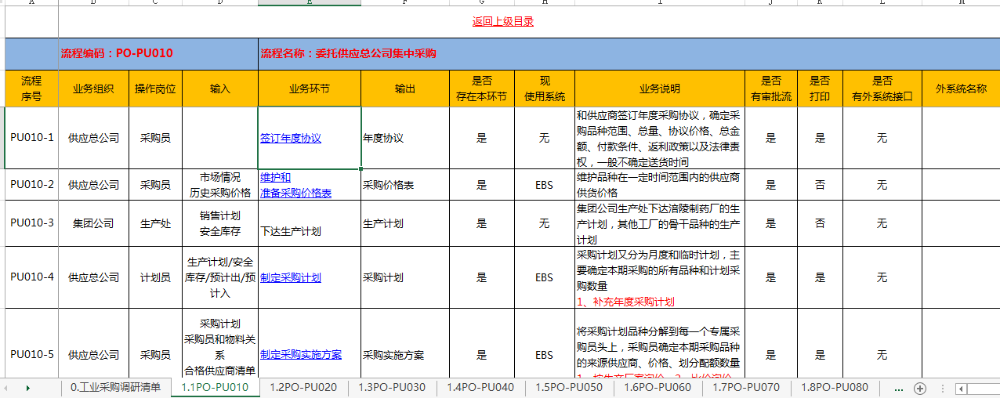 A B C D E F G H I J K L M
返回上级目录
流程编码：PO-PU010 流程名称：委托供应总公司集中采购
流程
序号
业务组织
操作岗位
输入
业务环节
输出
是否
存在本环节
现
使用系统
业务说明
是否
有审批流
是否
打印
是否
有外系统接口
外系统名称
PU010-1
供应总公司
采购员
签订年度协议
年度协议
是
无
和供应商签订年度采购协议，确定采
购品种范围、总量、协议价格、总金
额、付款条件、返利政策以及法律责
权，一般不确定送货时间
是
是
无
PU010-2
供应总公司
采购员
市场情况
历史采购价格
维护和
准备采购价格表
采购价格表
是
EBS
维护品种在一定时间范围内的供应商
供货价格
是
否
无
PU010-3
集团公司
生产处
销售计划
安全库存
下达生产计划
生产计划
是
无
集团公司生产处下达涪陵制药厂的生
产计划，其他工厂的骨干品种的生产
计划
是
否
无
PU010-4
供应总公司
计划员
生产计划/安全
库存/预计出/预
计入
制定采购计划
采购计划
是
EBS
采购计划又分为月度和临时计划，主
要确定本期采购的所有品种和计划采
购数量
1、补充年度采购计划
是
是
无
PU010-5
供应总公司
采购员
采购计划
采购员和物料关
系
合格供应商清单
制定采购实施方案
采购实施方案
是
EBS
将采购计划品种分解到每一个专属采
购员头上，采购员确定本期采购品种
的来源供应商、价格、划分配额数量
是
是
无
0.工业采购调研清单 1.1PO-PU010 1.2PO-PU020 1.3PO-PU030 1.4PO-PU040 1.5PO-PU050 1.6PO-PU060 1.7PO-PU070 1.8PO-PU080 ...